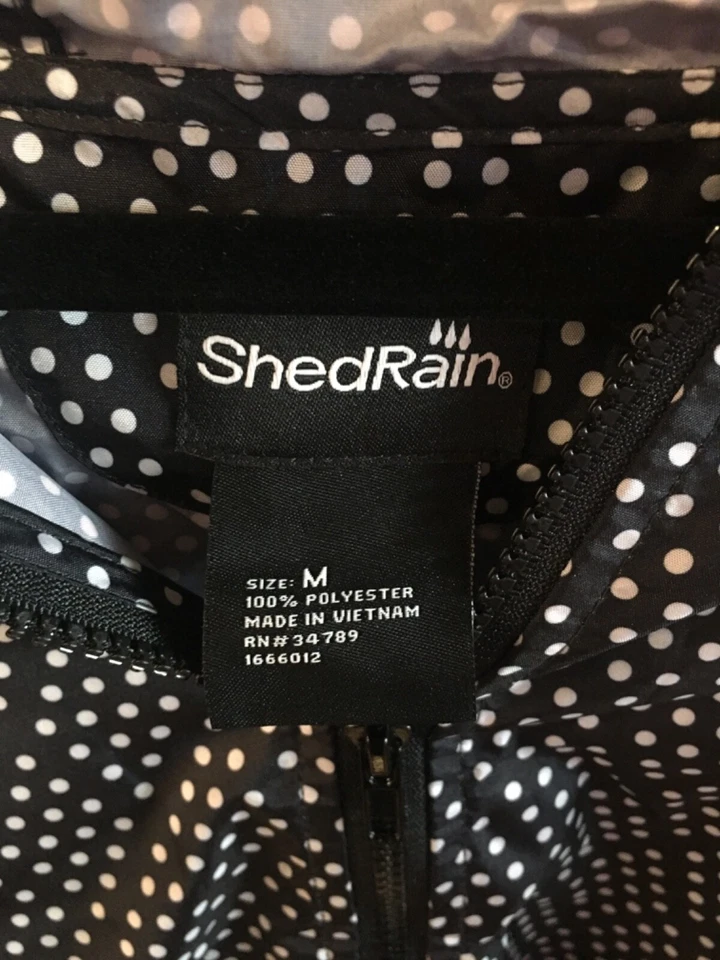 ShedRain®
SIZE: M
100% POLYESTER
MADE IN VIETNAM
RN#34789
1666012